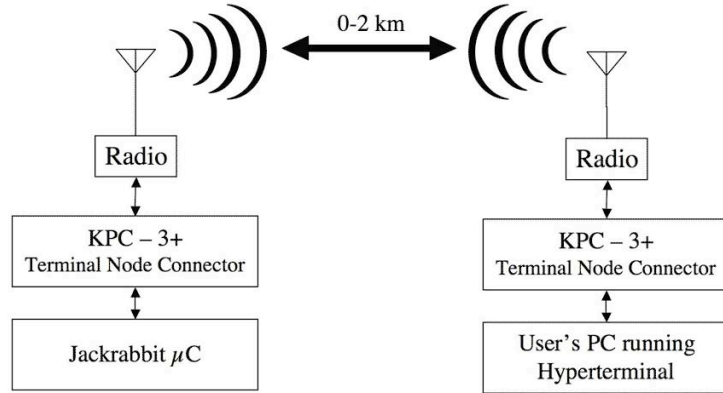 0-2 km
Radio
KPC – 3+
Terminal Node Connector
Jackrabbit µC
Radio
KPC – 3+
Terminal Node Connector
User's PC running
Hyperterminal